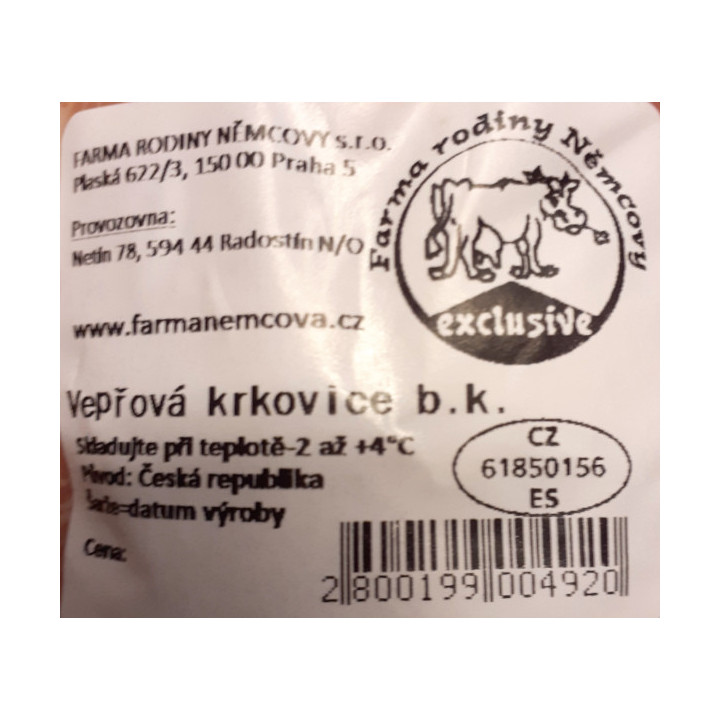 FARMA RODINY NĚMCOVY s.r.o.
Plaská 622/3, 150 00 Praha 5
Farma rodiny Němcovy
exclusive
Provozovna:
Netín 78, 594 44 Radostín N/O
www.farmanemcova.cz
Vepřová krkovice b.k.
Skladujte při teplotě-2 až +4°C
Původ: Česká republika
Šarže=datum výroby
Cena:
CZ
61850156
ES
2 800199 004920